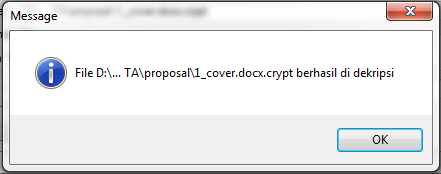 Message
File D:\... TA\proposal\1_cover.docx.crypt berhasil di dekripsi
OK